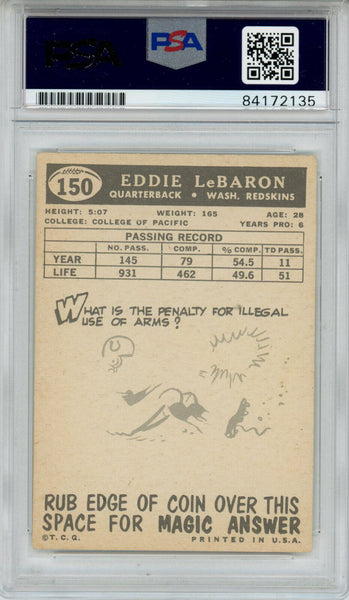 PSA
PSA
84172135
150
EDDIE LeBARON
QUARTERBACK • WASH. REDSKINS
HEIGHT: 5:07 WEIGHT: 165 AGE: 28
COLLEGE: COLLEGE OF PACIFIC YEARS PRO: 6
PASSING RECORD
NO. PASS. COMP. % COMP. TD PASS.
YEAR 145 79 54.5 11
LIFE 931 462 49.6 51
WHAT IS THE PENALTY FOR ILLEGAL
USE OF ARMS?
RUB EDGE OF COIN OVER THIS
SPACE FOR MAGIC ANSWER
©T.C.G. PRINTED IN U.S.A.